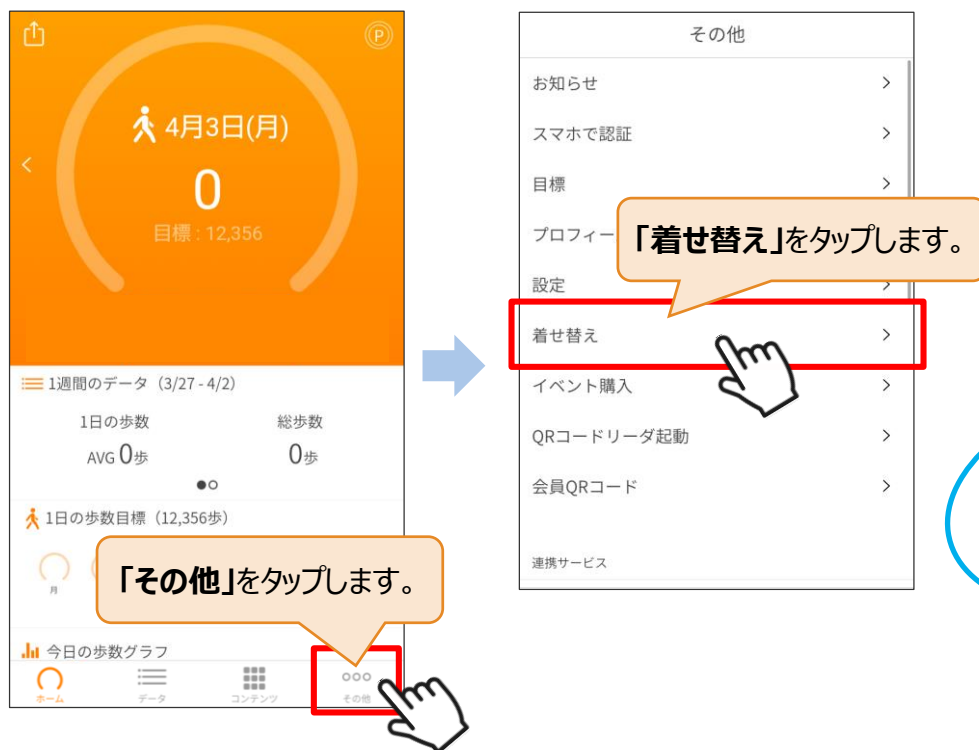 P
4月3日(月)
0
目標 : 12,356
1週間のデータ（3/27 - 4/2）
1日の歩数 総歩数
AVG 0歩 0歩
1日の歩数目標（12,356歩）
月
「その他」をタップします。
今日の歩数グラフ
ホーム データ コンテンツ その他
その他
お知らせ
スマホで認証
目標
プロフィー
「着せ替え」をタップします。
設定
着せ替え
イベント購入
QRコードリーダ起動
会員QRコード
連携サービス